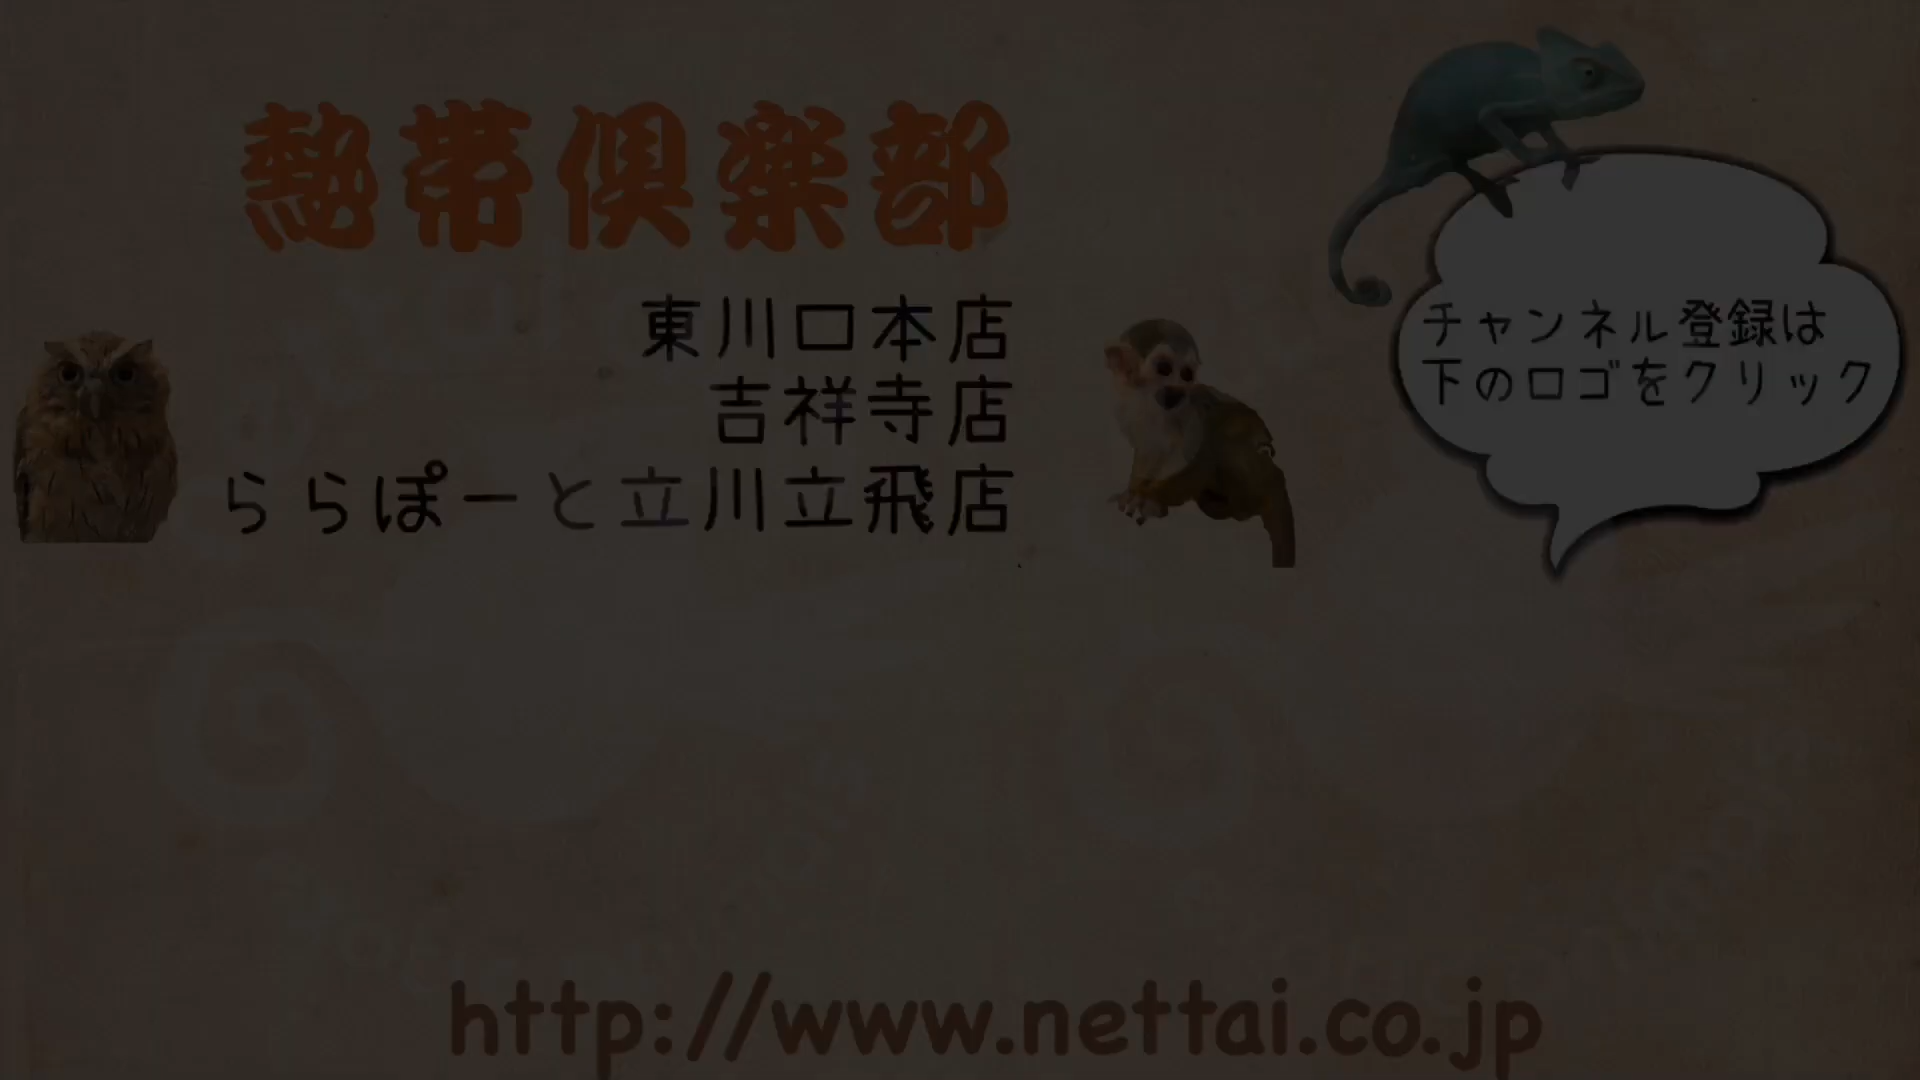 熱帯倶楽部
東川口本店
吉祥寺店
ららぽーと立川立飛店
チャンネル登録は
下のロゴをクリック
http://www.nettai.co.jp